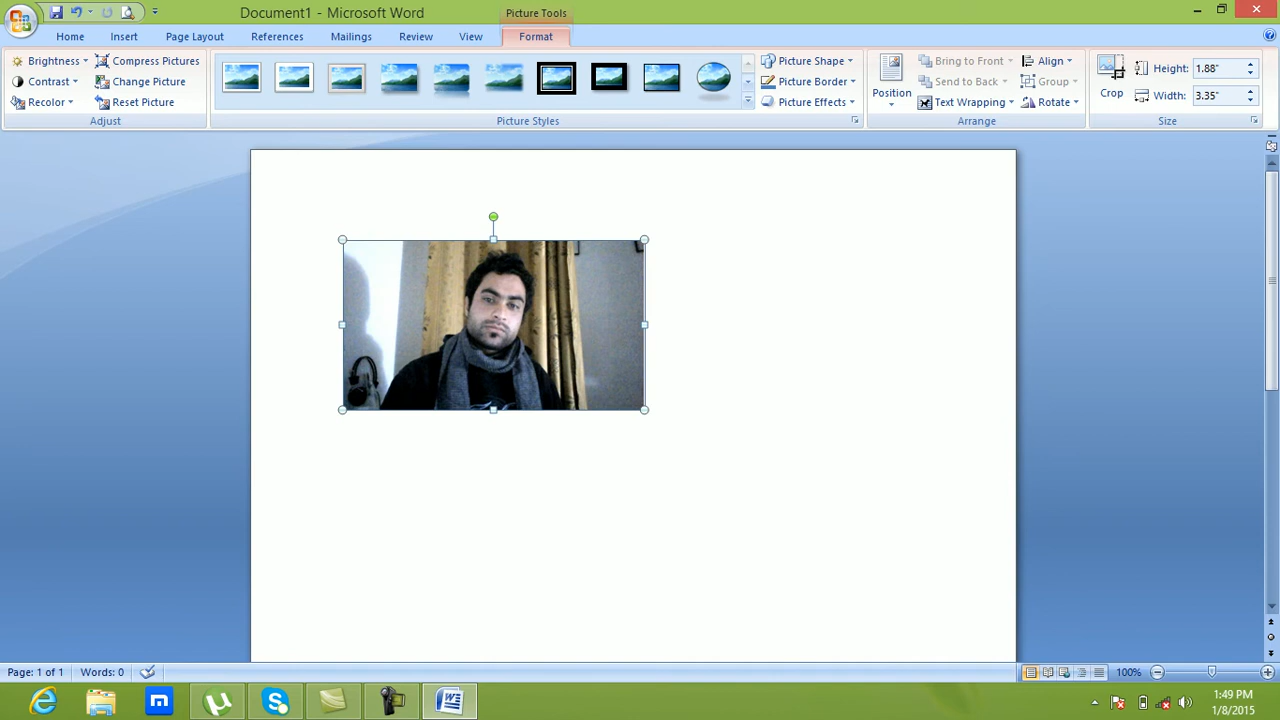 Document1 - Microsoft Word
Picture Tools
Home Insert Page Layout References Mailings Review View Format
Brightness Compress Pictures Picture Shape Bring to Front Align Height: 1.88"
Contrast Change Picture Picture Border Position Send to Back Group Crop
Recolor Reset Picture Picture Effects Text Wrapping Rotate Width: 3.35"
Adjust Picture Styles Arrange Size
Page: 1 of 1 Words: 0 100%
1:49 PM
1/8/2015